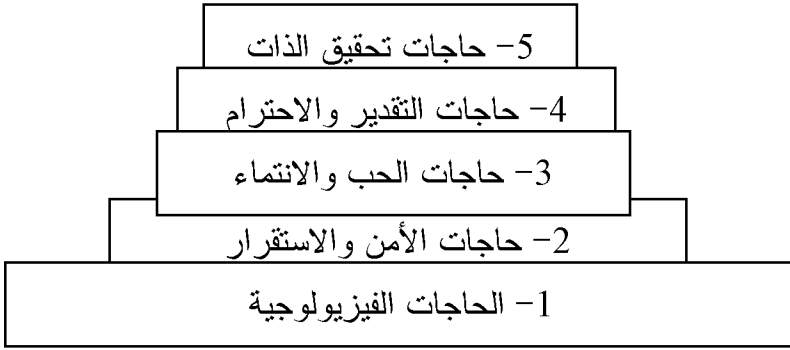 5- حاجات تحقيق الذات
4- حاجات التقدير والاحترام
3- حاجات الحب والانتماء
2- حاجات الأمن والاستقرار
1- الحاجات الفيزيولوجية